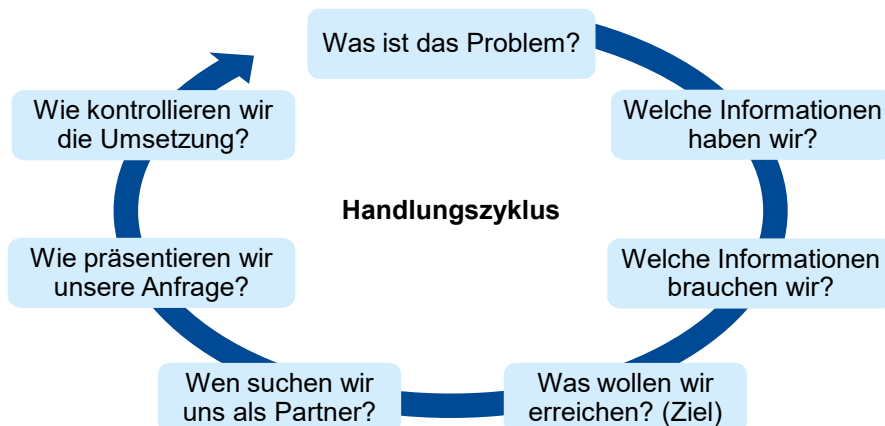 Was ist das Problem?
Welche Informationen
haben wir?
Welche Informationen
brauchen wir?
Was wollen wir
erreichen? (Ziel)
Wen suchen wir
uns als Partner?
Wie präsentieren wir
unsere Anfrage?
Wie kontrollieren wir
die Umsetzung?
Handlungszyklus